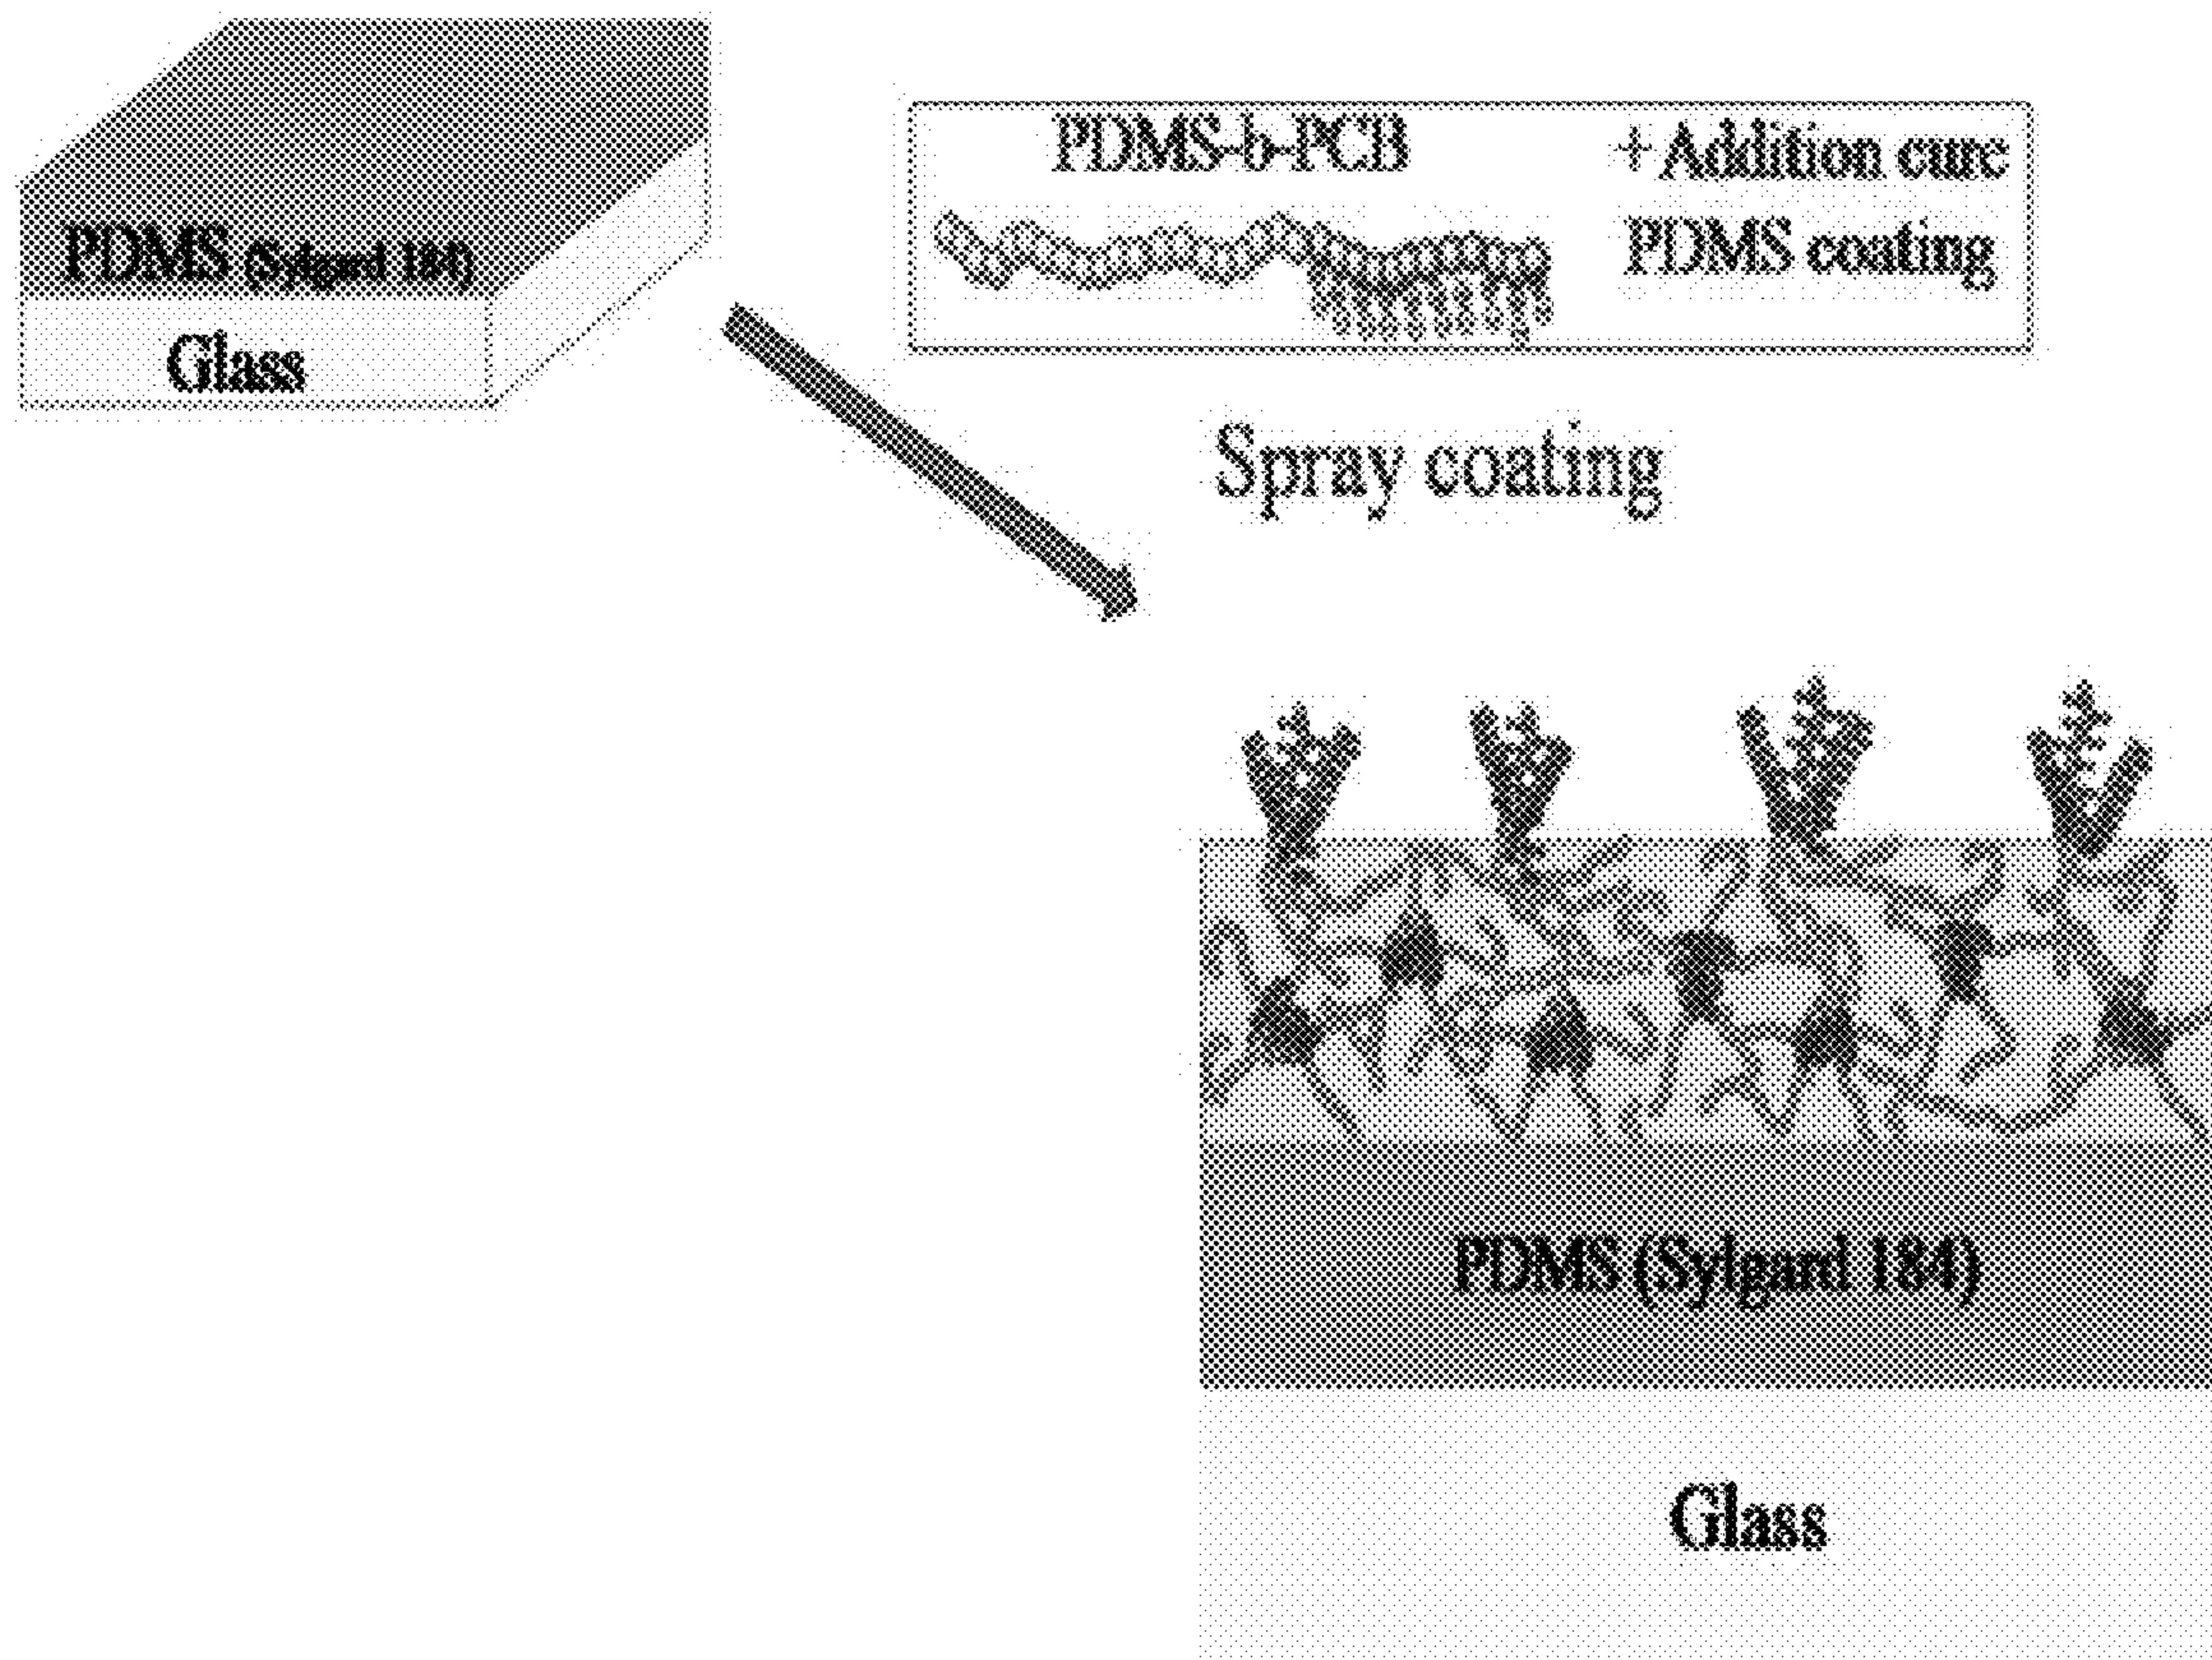 PDMS (Sylgard 184)
Glass
PDMS-b-PCB
+Addition cure
PDMS coating
Spray coating
PDMS (Sylgard 184)
Glass